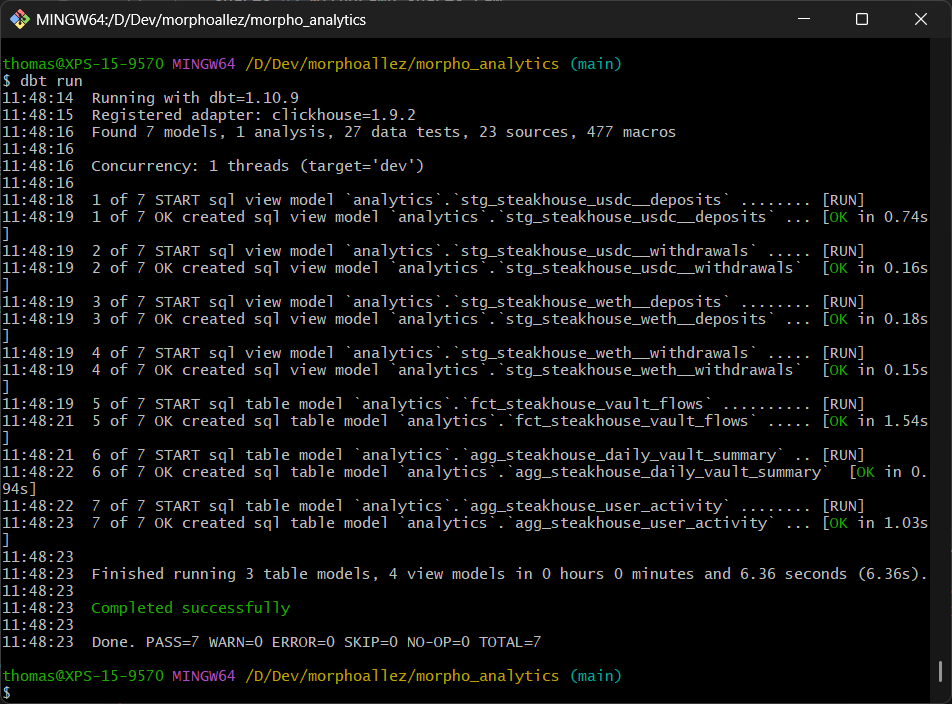 MINGW64:/D/Dev/morphoallez/morpho_analytics
thomas@XPS-15-9570 MINGW64 /D/Dev/morphoallez/morpho_analytics (main)
$ dbt run
11:48:14  Running with dbt=1.10.9
11:48:15  Registered adapter: clickhouse=1.9.2
11:48:16  Found 7 models, 1 analysis, 27 data tests, 23 sources, 477 macros
11:48:16
11:48:16  Concurrency: 1 threads (target='dev')
11:48:16
11:48:18  1 of 7 START sql view model `analytics`.`stg_steakhouse_usdc__deposits` ........ [RUN]
11:48:19  1 of 7 OK created sql view model `analytics`.`stg_steakhouse_usdc__deposits` ... [OK in 0.74s
]
11:48:19  2 of 7 START sql view model `analytics`.`stg_steakhouse_usdc__withdrawals` ..... [RUN]
11:48:19  2 of 7 OK created sql view model `analytics`.`stg_steakhouse_usdc__withdrawals`  [OK in 0.16s
]
11:48:19  3 of 7 START sql view model `analytics`.`stg_steakhouse_weth__deposits` ........ [RUN]
11:48:19  3 of 7 OK created sql view model `analytics`.`stg_steakhouse_weth__deposits` ... [OK in 0.18s
]
11:48:19  4 of 7 START sql view model `analytics`.`stg_steakhouse_weth__withdrawals` ..... [RUN]
11:48:19  4 of 7 OK created sql view model `analytics`.`stg_steakhouse_weth__withdrawals`  [OK in 0.15s
]
11:48:19  5 of 7 START sql table model `analytics`.`fct_steakhouse_vault_flows` .......... [RUN]
11:48:21  5 of 7 OK created sql table model `analytics`.`fct_steakhouse_vault_flows` ..... [OK in 1.54s
]
11:48:21  6 of 7 START sql table model `analytics`.`agg_steakhouse_daily_vault_summary` .. [RUN]
11:48:22  6 of 7 OK created sql table model `analytics`.`agg_steakhouse_daily_vault_summary`  [OK in 0.
94s]
11:48:22  7 of 7 START sql table model `analytics`.`agg_steakhouse_user_activity` ........ [RUN]
11:48:23  7 of 7 OK created sql table model `analytics`.`agg_steakhouse_user_activity` ... [OK in 1.03s
]
11:48:23
11:48:23  Finished running 3 table models, 4 view models in 0 hours 0 minutes and 6.36 seconds (6.36s).
11:48:23
11:48:23  Completed successfully
11:48:23
11:48:23  Done. PASS=7 WARN=0 ERROR=0 SKIP=0 NO-OP=0 TOTAL=7
thomas@XPS-15-9570 MINGW64 /D/Dev/morphoallez/morpho_analytics (main)
$